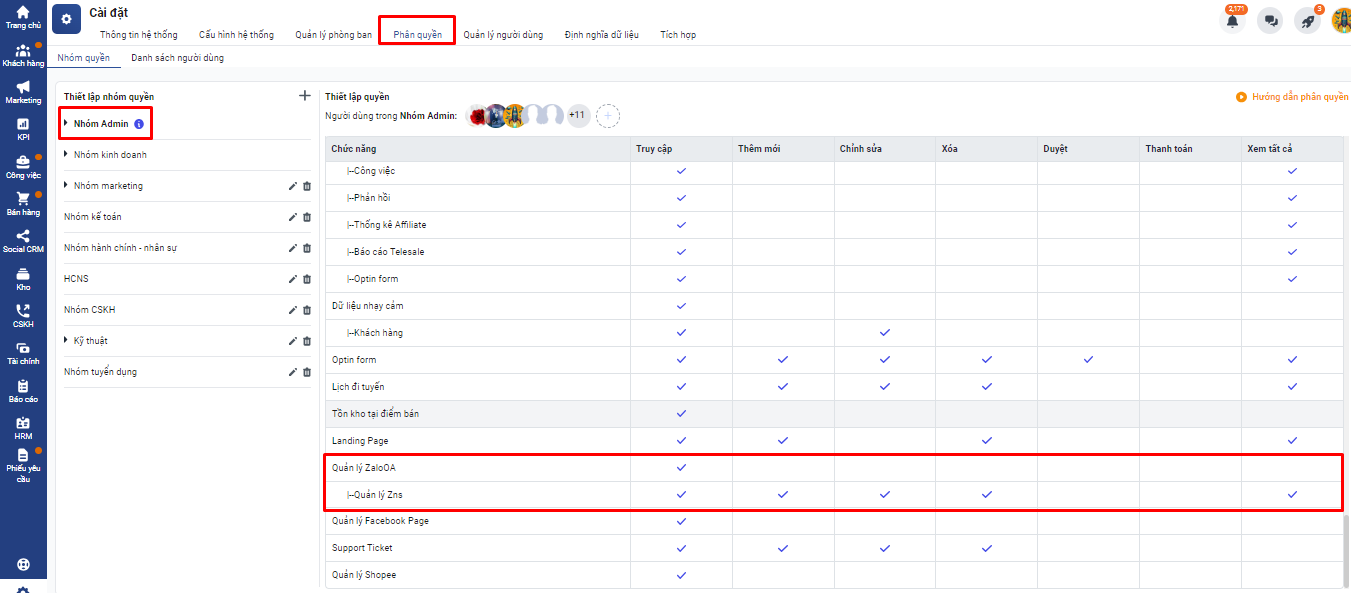 Cài đặt
Thông tin hệ thống Cấu hình hệ thống Quản lý phòng ban Phân quyền Quản lý người dùng Định nghĩa dữ liệu Tích hợp
2,171
3
Nhóm quyền Danh sách người dùng
Trang chủ
Khách hàng
Marketing
KPI
Công việc
Bán hàng
Social CRM
Kho
CSKH
Tài chính
Báo cáo
HRM
Phiếu yêu
cầu
Thiết lập nhóm quyền
Nhóm Admin
Nhóm kinh doanh
Nhóm marketing
Nhóm kế toán
Nhóm hành chính - nhân sự
HCNS
Nhóm CSKH
Kỹ thuật
Nhóm tuyển dụng
Thiết lập quyền
Hướng dẫn phân quyền
Người dùng trong Nhóm Admin: +11
Chức năng Truy cập Thêm mới Chỉnh sửa Xóa Duyệt Thanh toán Xem tất cả
|--Công việc
|--Phản hồi
|--Thống kê Affiliate
|--Báo cáo Telesale
|--Optin form
Dữ liệu nhạy cảm
|--Khách hàng
Optin form
Lịch đi tuyến
Tồn kho tại điểm bán
Landing Page
Quản lý ZaloOA
|--Quản lý Zns
Quản lý Facebook Page
Support Ticket
Quản lý Shopee